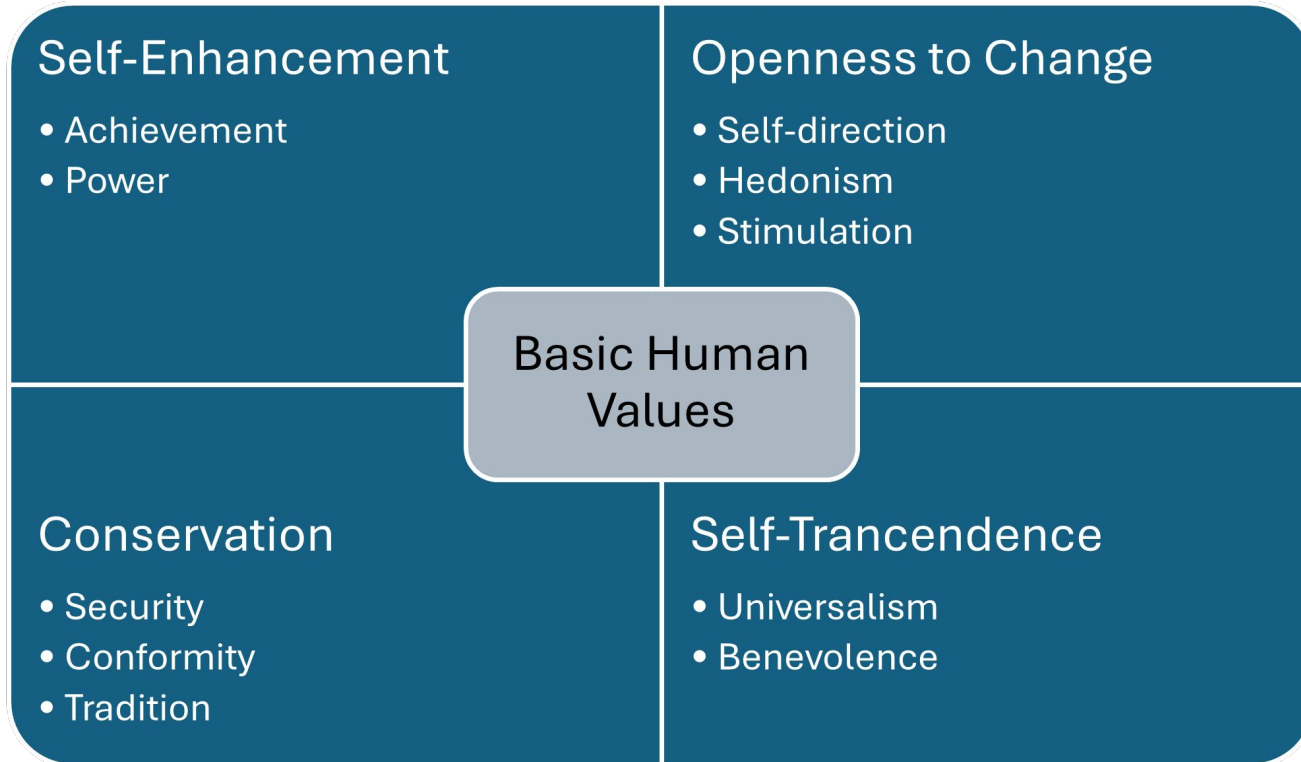 Self-Enhancement
• Achievement
• Power
Openness to Change
• Self-direction
• Hedonism
• Stimulation
Basic Human
Values
Conservation
• Security
• Conformity
• Tradition
Self-Trancendence
• Universalism
• Benevolence